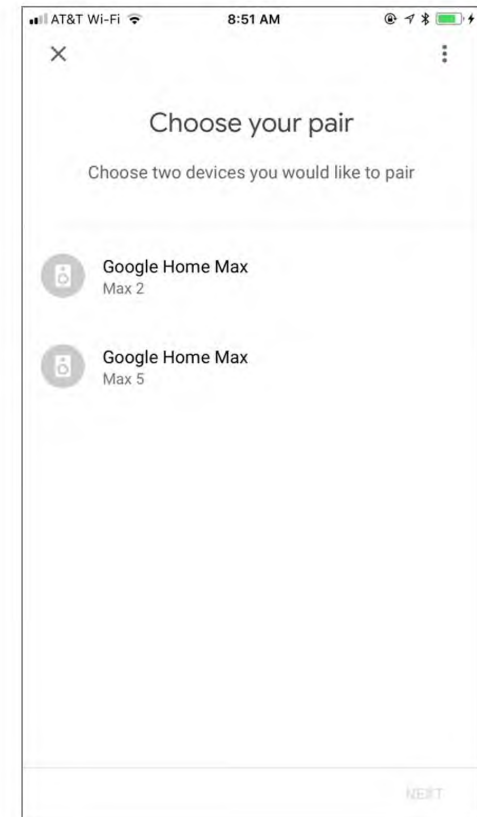 AT&T Wi-Fi 8:51 AM
Choose your pair
Choose two devices you would like to pair
Google Home Max
Max 2
Google Home Max
Max 5
NEXT